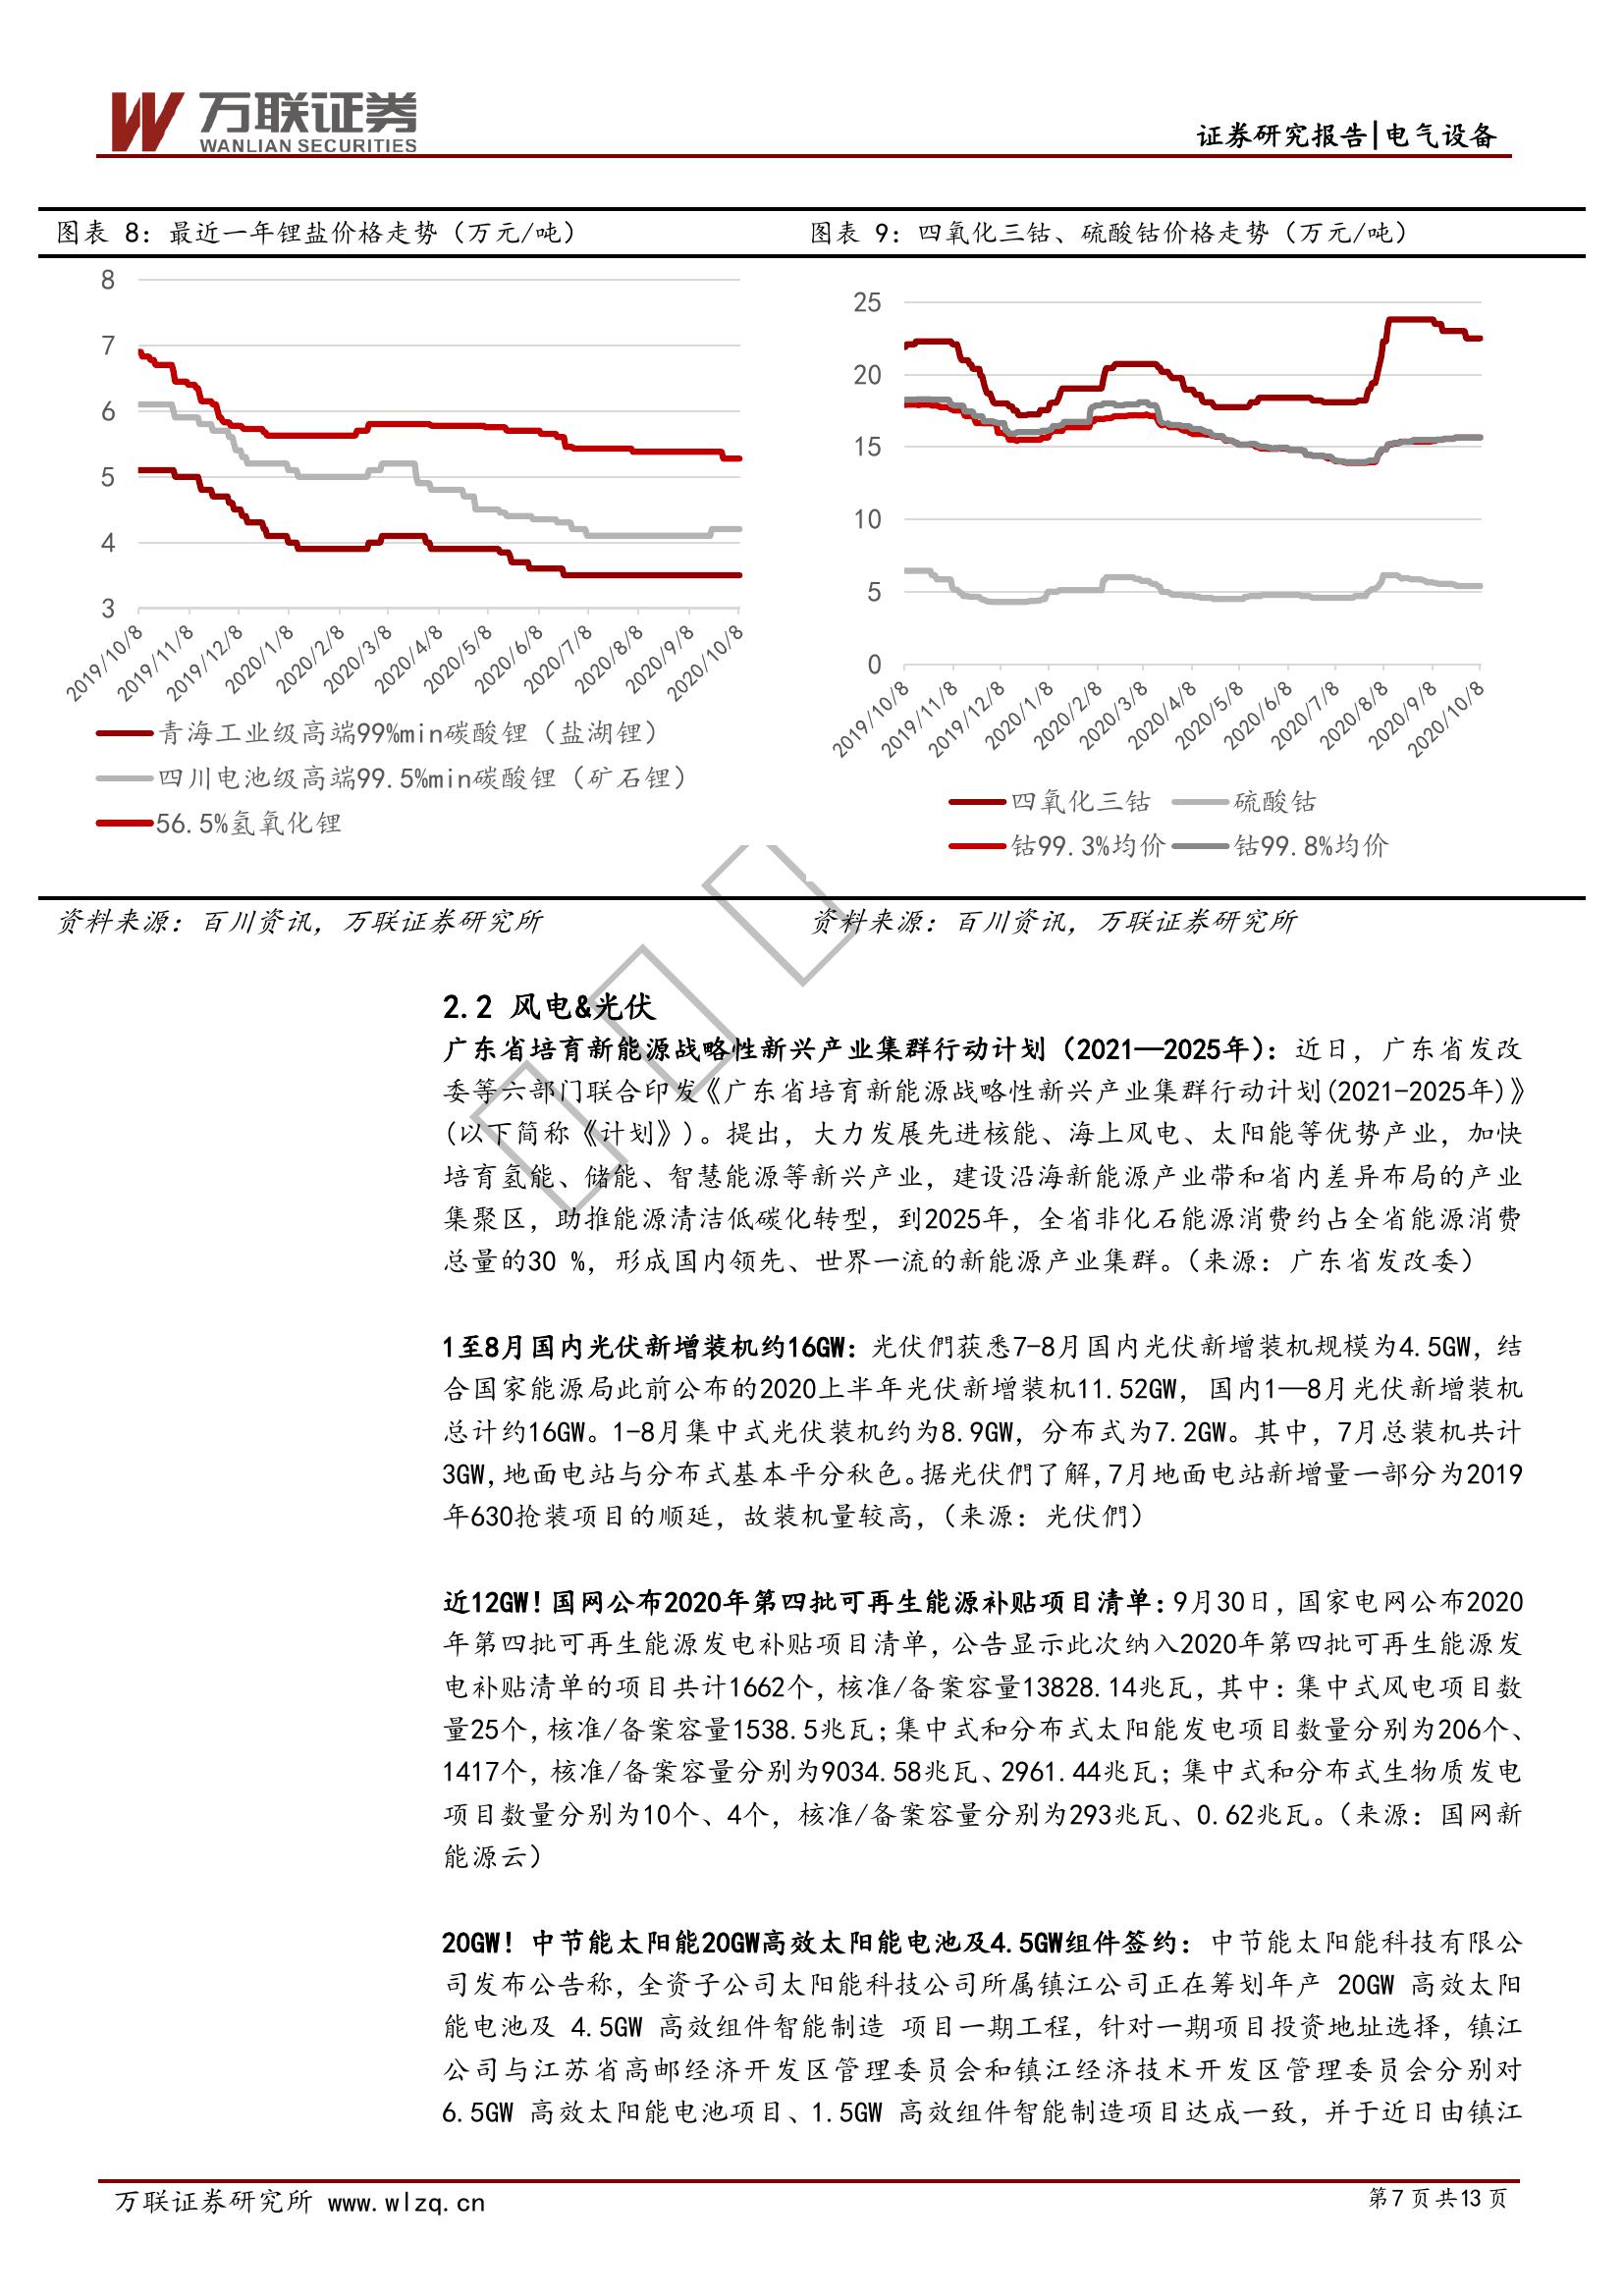 万联证券
WANLIAN SECURITIES
证券研究报告|电气设备
图表 8：最近一年锂盐价格走势（万元/吨）
8
7
6
5
4
3
2019/10/8
2019/11/8
2019/12/8
2020/1/8
2020/2/8
2020/3/8
2020/4/8
2020/5/8
2020/6/8
2020/7/8
2020/8/8
2020/9/8
2020/10/8
青海工业级高端99%min碳酸锂（盐湖锂）
四川电池级高端99.5%min碳酸锂（矿石锂）
56.5%氢氧化锂
资料来源：百川资讯，万联证券研究所
图表 9：四氧化三钴、硫酸钴价格走势（万元/吨）
25
20
15
10
5
0
2019/10/8
2019/11/8
2019/12/8
2020/1/8
2020/2/8
2020/3/8
2020/4/8
2020/5/8
2020/6/8
2020/7/8
2020/8/8
2020/9/8
2020/10/8
四氧化三钴
硫酸钴
钴99.3%均价
钴99.8%均价
资料来源：百川资讯，万联证券研究所
2.2 风电&光伏
广东省培育新能源战略性新兴产业集群行动计划（2021—2025年）：近日，广东省发改
委等六部门联合印发《广东省培育新能源战略性新兴产业集群行动计划(2021-2025年)》
(以下简称《计划》)。提出，大力发展先进核能、海上风电、太阳能等优势产业，加快
培育氢能、储能、智慧能源等新兴产业，建设沿海新能源产业带和省内差异布局的产业
集聚区，助推能源清洁低碳化转型，到2025年，全省非化石能源消费约占全省能源消费
总量的30 %，形成国内领先、世界一流的新能源产业集群。（来源：广东省发改委）
1至8月国内光伏新增装机约16GW：光伏們获悉7-8月国内光伏新增装机规模为4.5GW，结
合国家能源局此前公布的2020上半年光伏新增装机11.52GW，国内1—8月光伏新增装机
总计约16GW。1-8月集中式光伏装机约为8.9GW，分布式为7.2GW。其中，7月总装机共计
3GW，地面电站与分布式基本平分秋色。据光伏們了解，7月地面电站新增量一部分为2019
年630抢装项目的顺延，故装机量较高，（来源：光伏們）
近12GW！国网公布2020年第四批可再生能源补贴项目清单：9月30日，国家电网公布2020
年第四批可再生能源发电补贴项目清单，公告显示此次纳入2020年第四批可再生能源发
电补贴清单的项目共计1662个，核准/备案容量13828.14兆瓦，其中：集中式风电项目数
量25个，核准/备案容量1538.5兆瓦；集中式和分布式太阳能发电项目数量分别为206个、
1417个，核准/备案容量分别为9034.58兆瓦、2961.44兆瓦；集中式和分布式生物质发电
项目数量分别为10个、4个，核准/备案容量分别为293兆瓦、0.62兆瓦。（来源：国网新
能源云）
20GW！中节能太阳能20GW高效太阳能电池及4.5GW组件签约：中节能太阳能科技有限公
司发布公告称，全资子公司太阳能科技公司所属镇江公司正在筹划年产 20GW 高效太阳
能电池及 4.5GW 高效组件智能制造 项目一期工程，针对一期项目投资地址选择，镇江
公司与江苏省高邮经济开发区管理委员会和镇江经济技术开发区管理委员会分别对
6.5GW 高效太阳能电池项目、1.5GW 高效组件智能制造项目达成一致，并于近日由镇江
万联证券研究所 www.wlzq.cn
第7页共13页